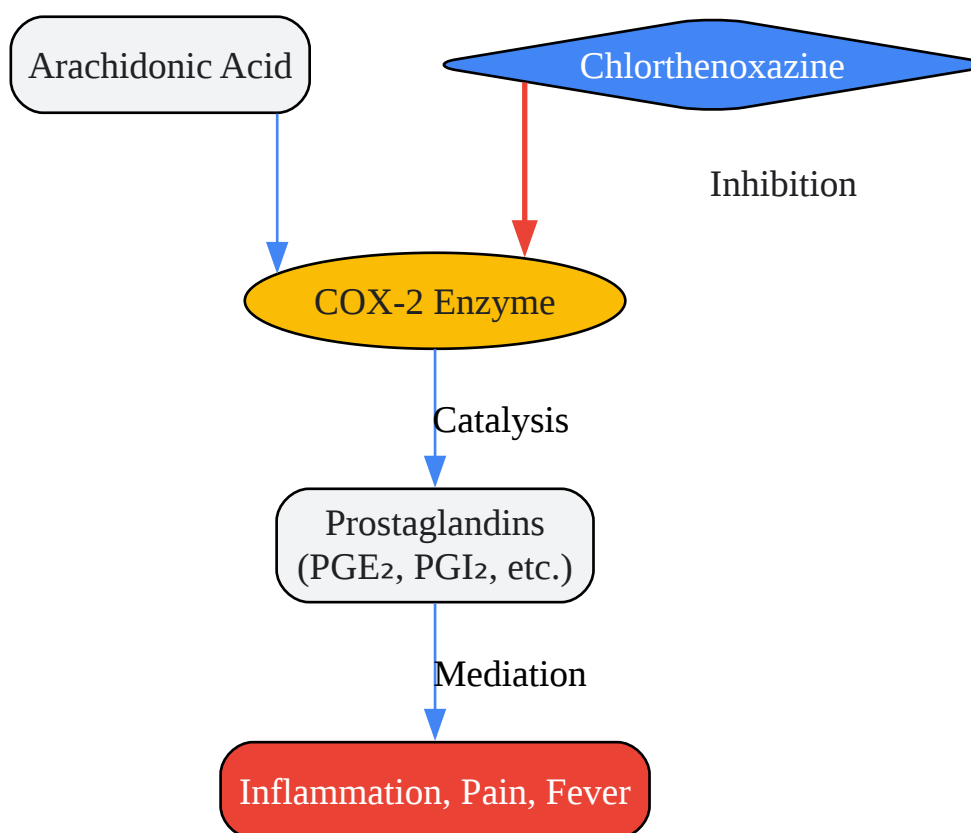 Arachidonic Acid
Chlorthenoxazine
Inhibition
COX-2 Enzyme
Catalysis
Prostaglandins
(PGE₂, PGI₂, etc.)
Mediation
Inflammation, Pain, Fever